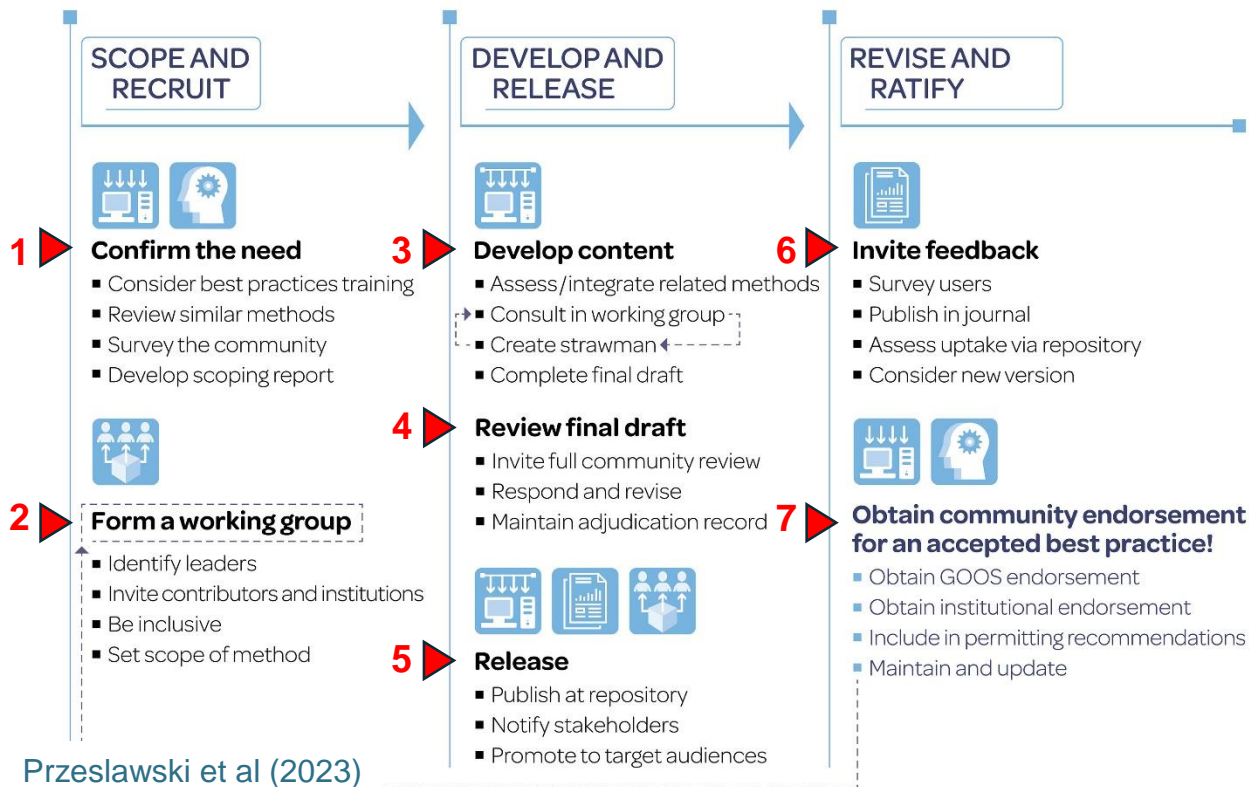 SCOPE AND
RECRUIT
1
Confirm the need
▪ Consider best practices training
▪ Review similar methods
▪ Survey the community
▪ Develop scoping report
2
Form a working group
▪ Identify leaders
▪ Invite contributors and institutions
▪ Be inclusive
▪ Set scope of method
DEVELOP AND
RELEASE
3
Develop content
▪ Assess/integrate related methods
▪ Consult in working group
▪ Create strawman
▪ Complete final draft
4
Review final draft
▪ Invite full community review
▪ Respond and revise
▪ Maintain adjudication record
5
Release
▪ Publish at repository
▪ Notify stakeholders
▪ Promote to target audiences
REVISE AND
RATIFY
6
Invite feedback
▪ Survey users
▪ Publish in journal
▪ Assess uptake via repository
▪ Consider new version
7
Obtain community endorsement
for an accepted best practice!
▪ Obtain GOOS endorsement
▪ Obtain institutional endorsement
▪ Include in permitting recommendations
▪ Maintain and update
Przeslawski et al (2023)